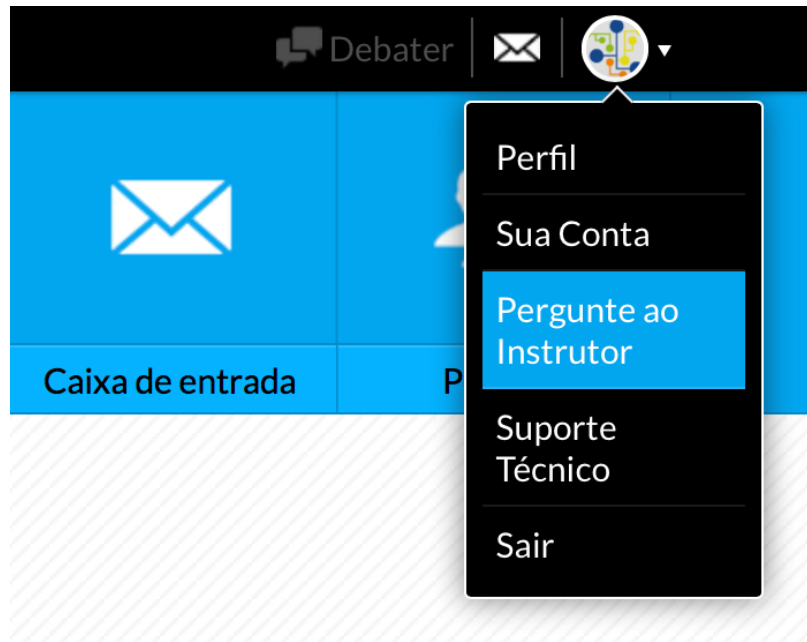 Debater
Perfil
Sua Conta
Pergunte ao
Instrutor
Caixa de entrada
P
Suporte
Técnico
Sair